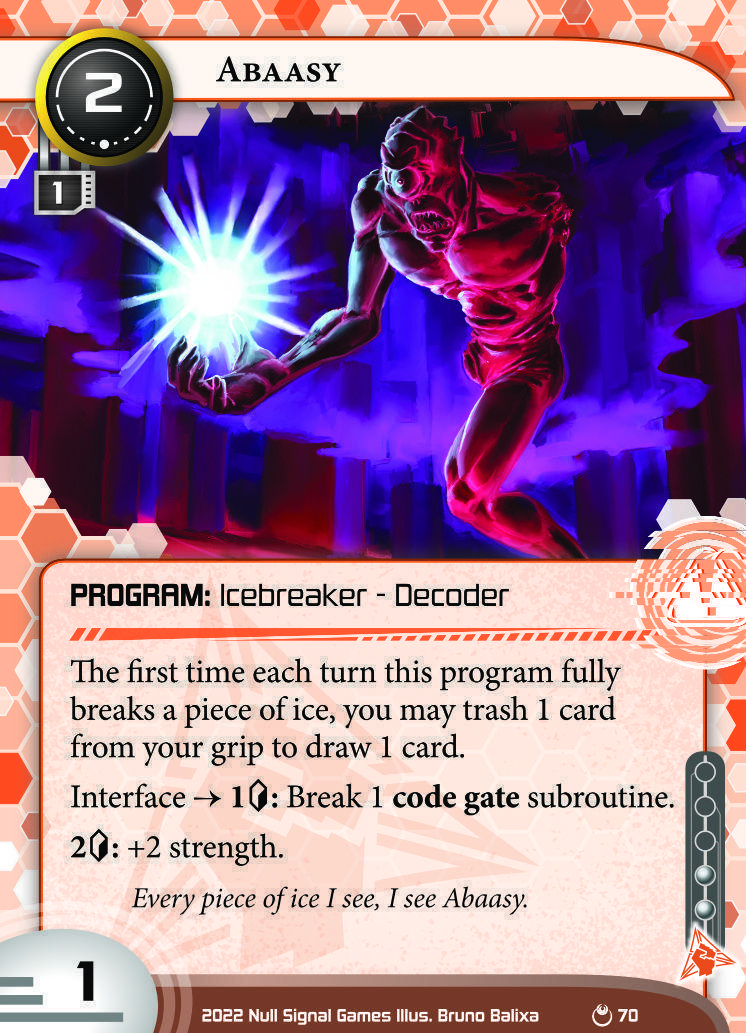 2
Abaasy
1
PROGRAM: Icebreaker - Decoder
The first time each turn this program fully
breaks a piece of ice, you may trash 1 card
from your grip to draw 1 card.
Interface → 1: Break 1 code gate subroutine.
2: +2 strength.
Every piece of ice I see, I see Abaasy.
1
2022 Null Signal Games Illus. Bruno Balixa
70